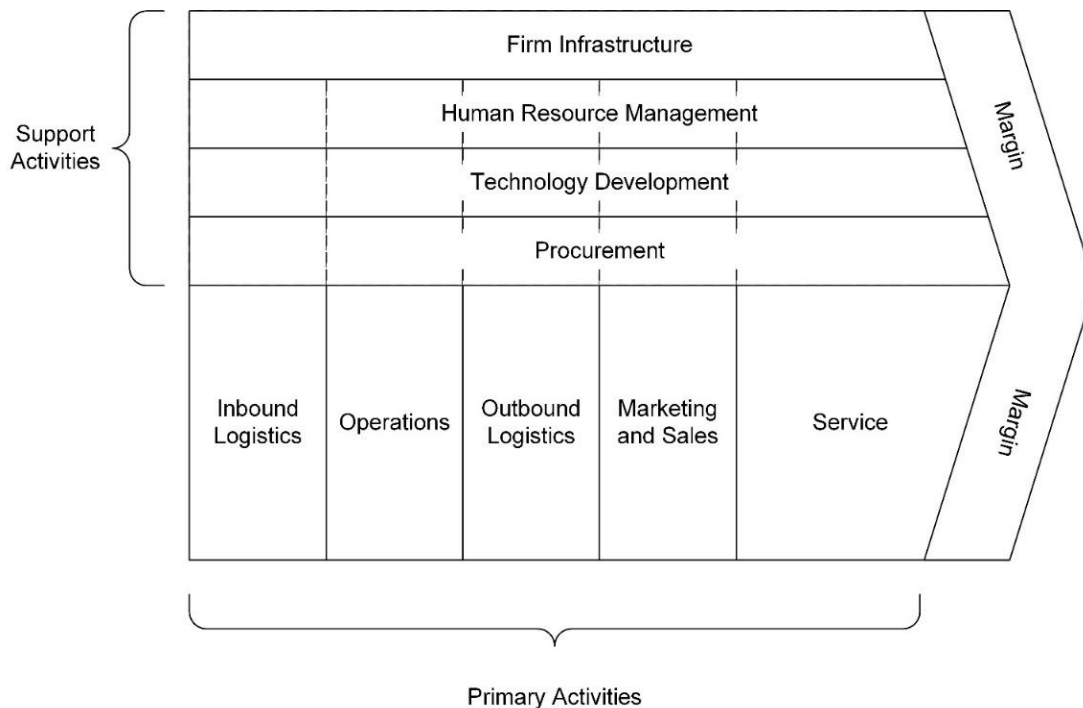 Firm Infrastructure
Human Resource Management
Technology Development
Procurement
Support
Activities
Margin
Inbound
Logistics
Operations
Outbound
Logistics
Marketing
and Sales
Service
Margin
Primary Activities